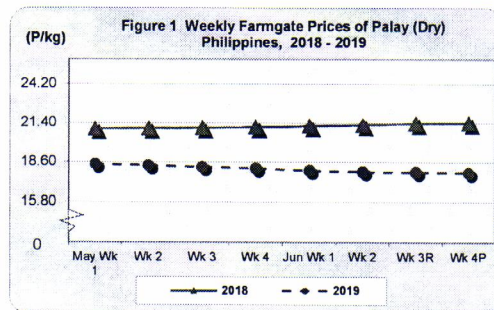 Figure 1 Weekly Farmgate Prices of Palay (Dry)
Philippines, 2018 - 2019
(P/kg)
24.20
21.40
18.60
15.80
0
May Wk 1
Wk 2
Wk 3
Wk 4
Jun Wk 1
Wk 2
Wk 3R
Wk 4P
2018
2019